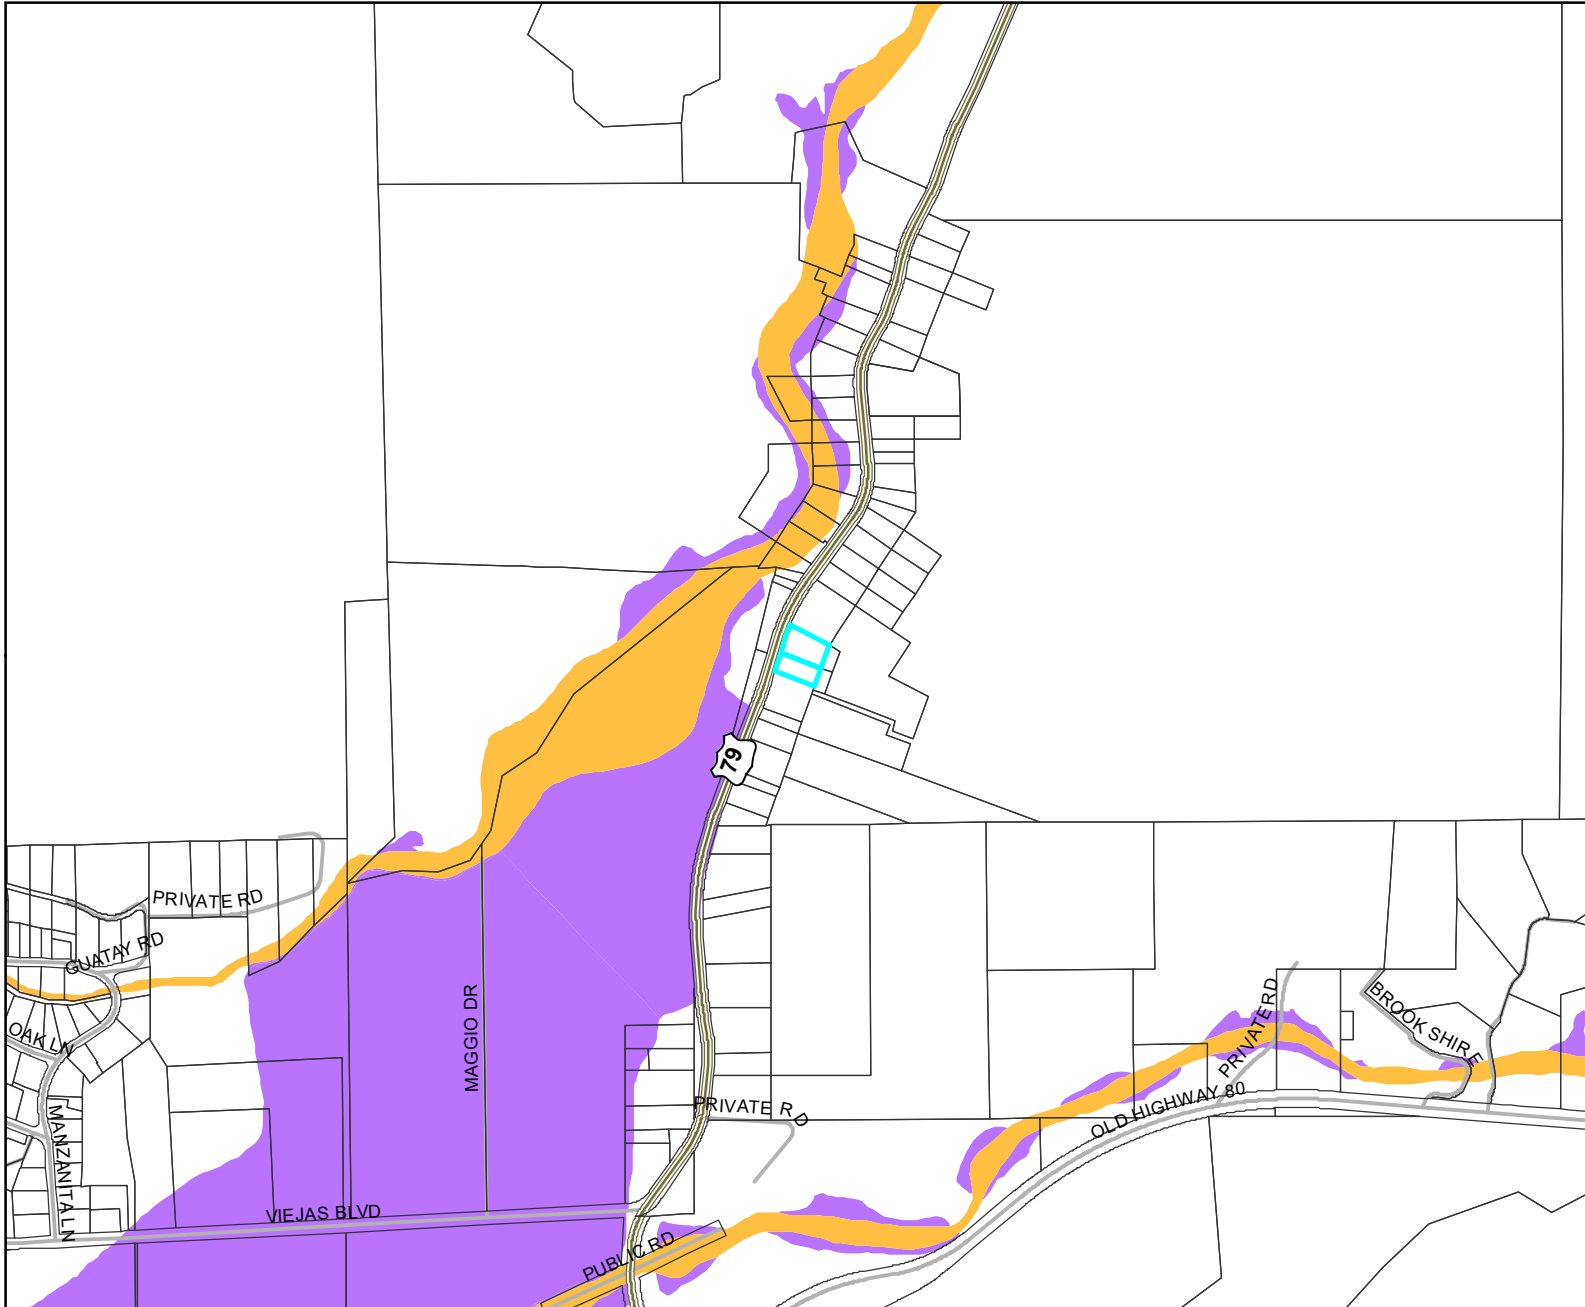 79
PRIVATE RD
GUATAY RD
OAK LN
MAGGIO DR
PRIVATE RD
BROOK SHIRE
OLD HIGHWAY 80
PRIVATE RD
MANZANITA LN
VIEJAS BLVD
PUBLIC RD